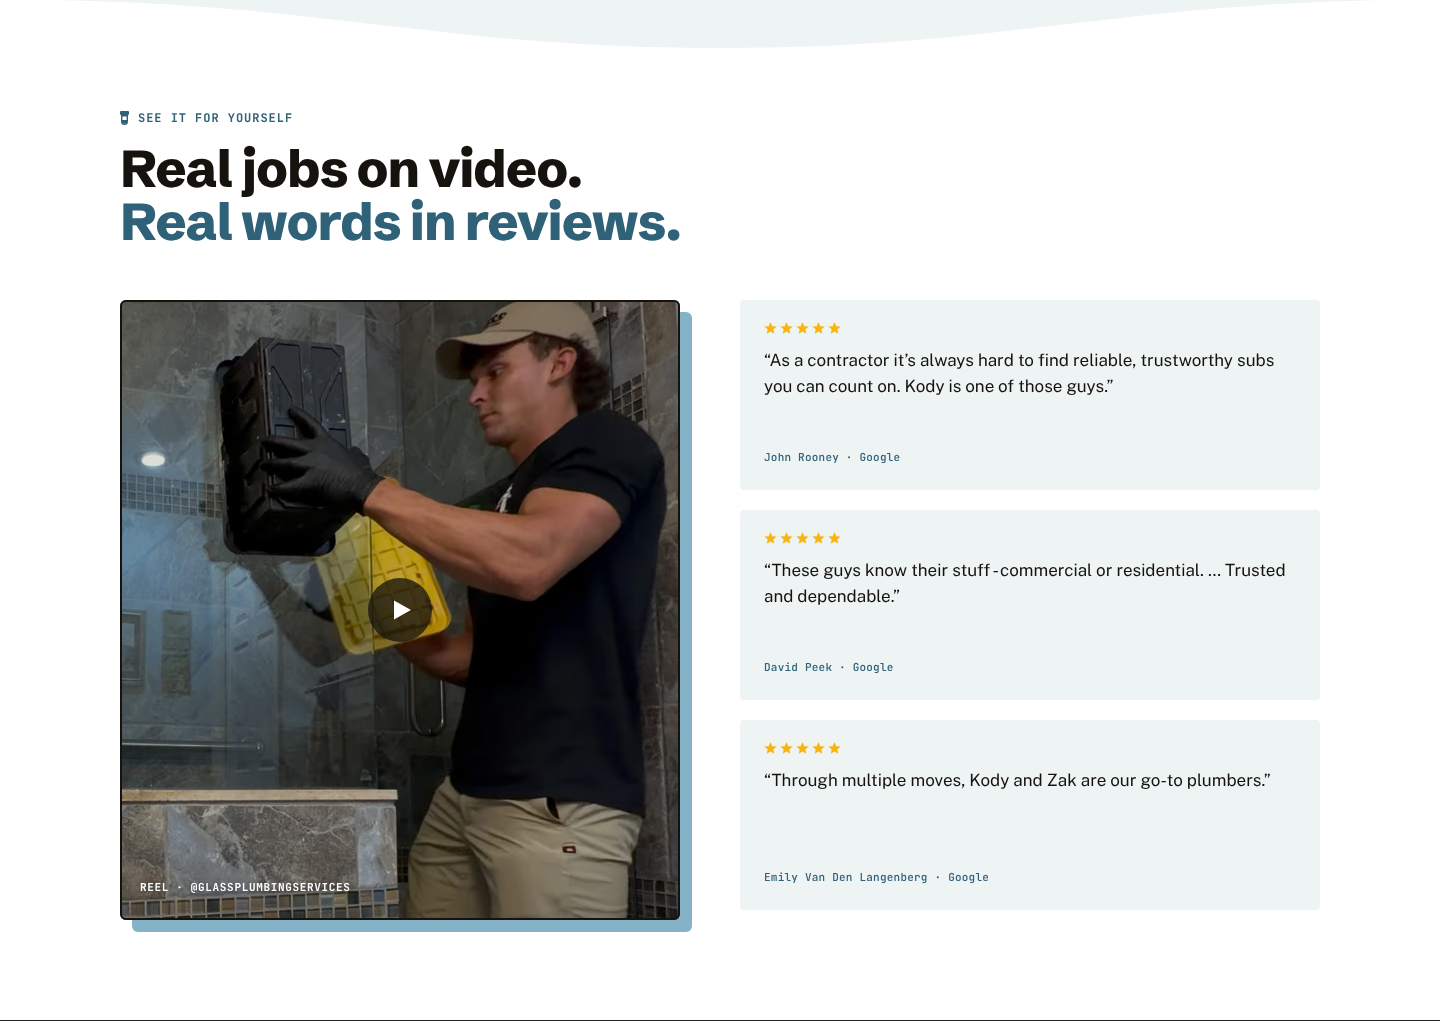 SEE IT FOR YOURSELF
Real jobs on video.
Real words in reviews.
REEL · @GLASSPLUMBINGSERVICES
“As a contractor it’s always hard to find reliable, trustworthy subs
you can count on. Kody is one of those guys.”
John Rooney · Google
“These guys know their stuff - commercial or residential. ... Trusted
and dependable.”
David Peek · Google
“Through multiple moves, Kody and Zak are our go-to plumbers.”
Emily Van Den Langenberg · Google